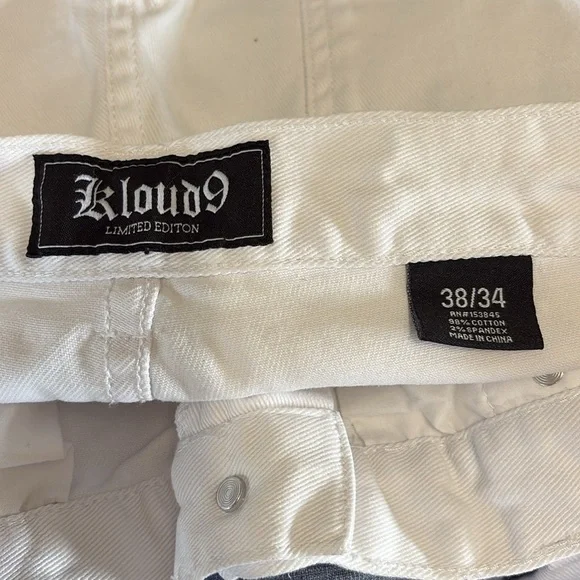 Kloud9
LIMITED EDITON
38/34
RN#153845
98% COTTON
2% SPANDEX
MADE IN CHINA